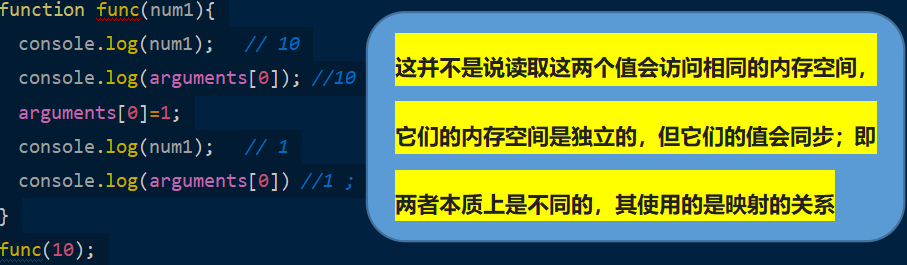 function func(num1){
console.log(num1);   // 10
console.log(arguments[0]); //10
arguments[0]=1;
console.log(num1);   // 1
console.log(arguments[0]) //1 ;
}
func(10);
这并不是说读取这两个值会访问相同的内存空间，
它们的内存空间是独立的，但它们的值会同步；即
两者本质上是不同的，其使用的是映射的关系